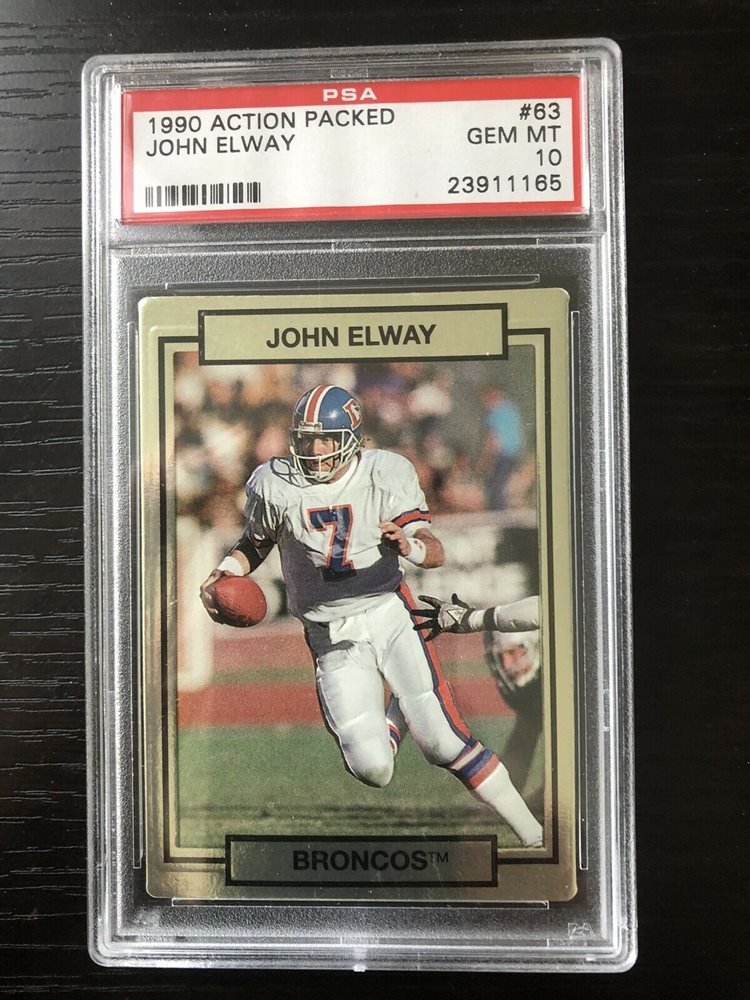 PSA
1990 ACTION PACKED #63
JOHN ELWAY GEM MT
10
23911165
JOHN ELWAY
7
BRONCOS™